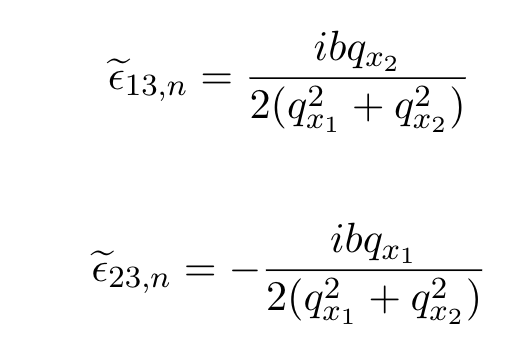 \widetilde{\epsilon}_{13,n} = \frac{ibq_{x_2}}{2(q_{x_1}^2 + q_{x_2}^2)}
\widetilde{\epsilon}_{23,n} = -\frac{ibq_{x_1}}{2(q_{x_1}^2 + q_{x_2}^2)}